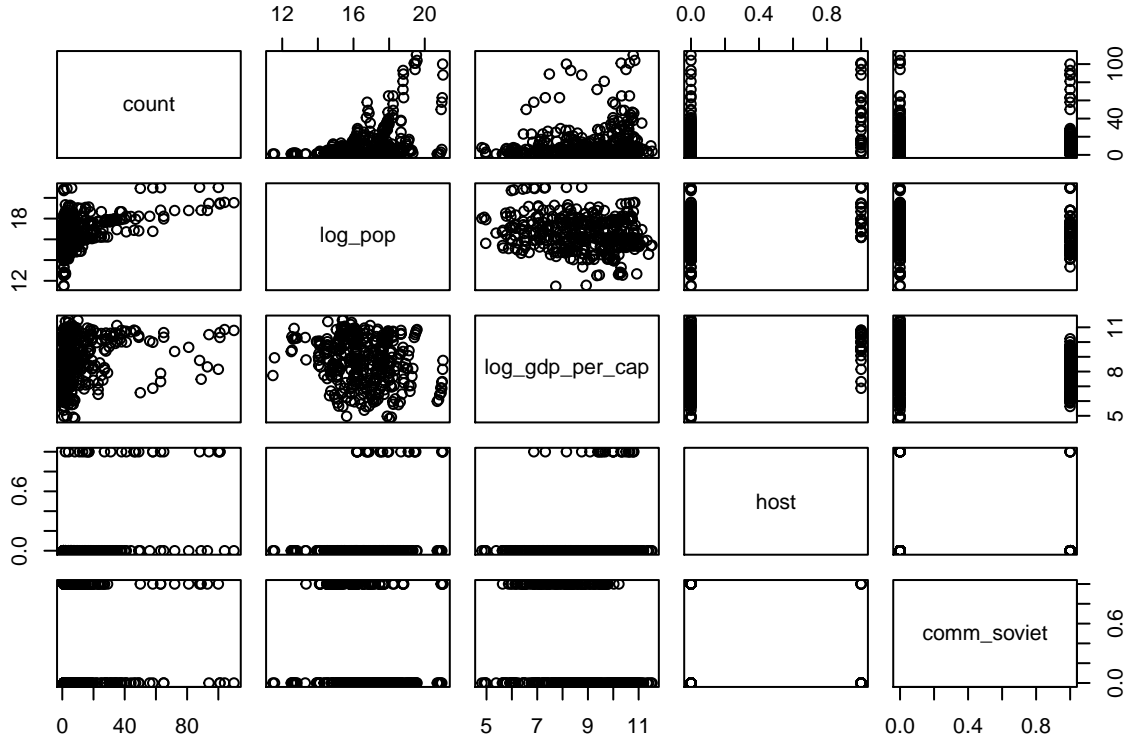 12 16 20 0.0 0.4 0.8
count 0 40 100
12 18 log_pop
log_gdp_per_cap 5 8 11
0.0 0.6 host
comm_soviet 0.0 0.6
0 40 80 5 7 9 11 0.0 0.4 0.8